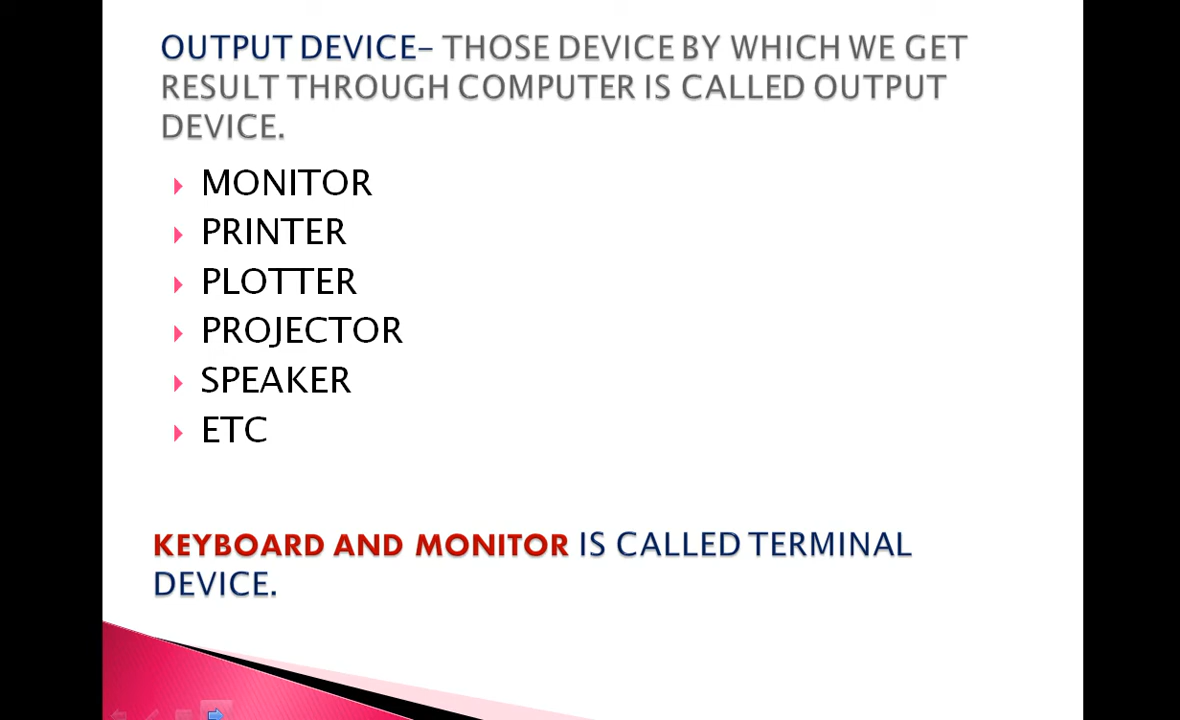 OUTPUT DEVICE- THOSE DEVICE BY WHICH WE GET
RESULT THROUGH COMPUTER IS CALLED OUTPUT
DEVICE.
MONITOR
PRINTER
PLOTTER
PROJECTOR
SPEAKER
ETC
KEYBOARD AND MONITOR IS CALLED TERMINAL
DEVICE.